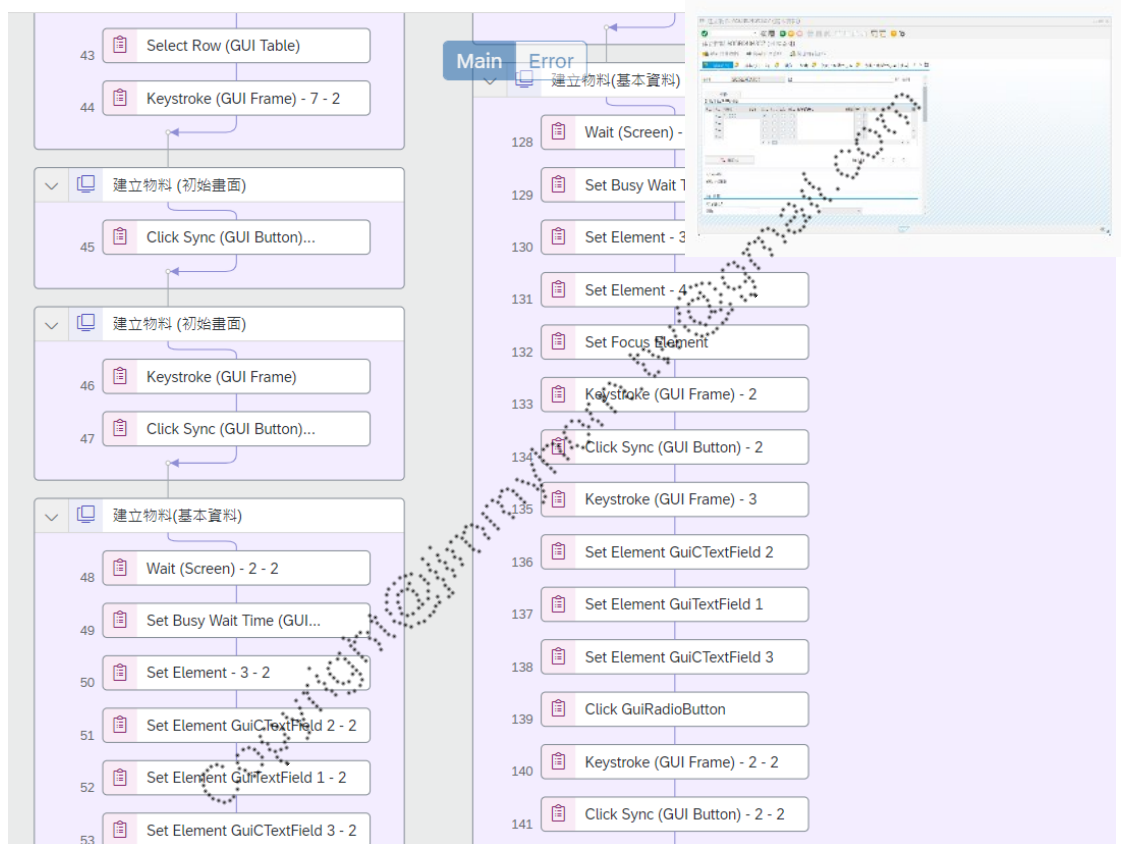 43
Select Row (GUI Table)
44
Keystroke (GUI Frame) - 7 - 2
建立物料 (初始畫面)
45
Click Sync (GUI Button)...
建立物料 (初始畫面)
46
Keystroke (GUI Frame)
47
Click Sync (GUI Button)...
建立物料(基本資料)
48
Wait (Screen) - 2 - 2
49
Set Busy Wait Time (GUI...
50
Set Element - 3 - 2
51
Set Element GuiCTextField 2 - 2
52
Set Element GuiTextField 1 - 2
53
Set Element GuiCTextField 3 - 2
Main
Error
建立物料(基本資料)
128
Wait (Screen) -
129
Set Busy Wait T
130
Set Element - 3
131
Set Element - 4
132
Set Focus Element
133
Keystroke (GUI Frame) - 2
134
Click Sync (GUI Button) - 2
135
Keystroke (GUI Frame) - 3
136
Set Element GuiCTextField 2
137
Set Element GuiTextField 1
138
Set Element GuiCTextField 3
139
Click GuiRadioButton
140
Keystroke (GUI Frame) - 2 - 2
141
Click Sync (GUI Button) - 2 - 2